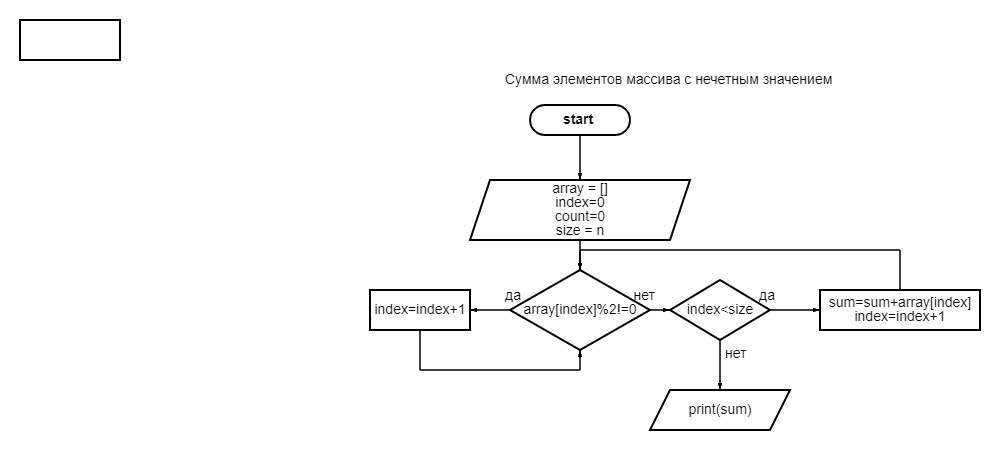 Сумма элементов массива с нечетным значением
start
array = []
index=0
count=0
size = n
да
нет
да
index=index+1
array[index]%2!=0
index<size
sum=sum+array[index]
index=index+1
нет
print(sum)